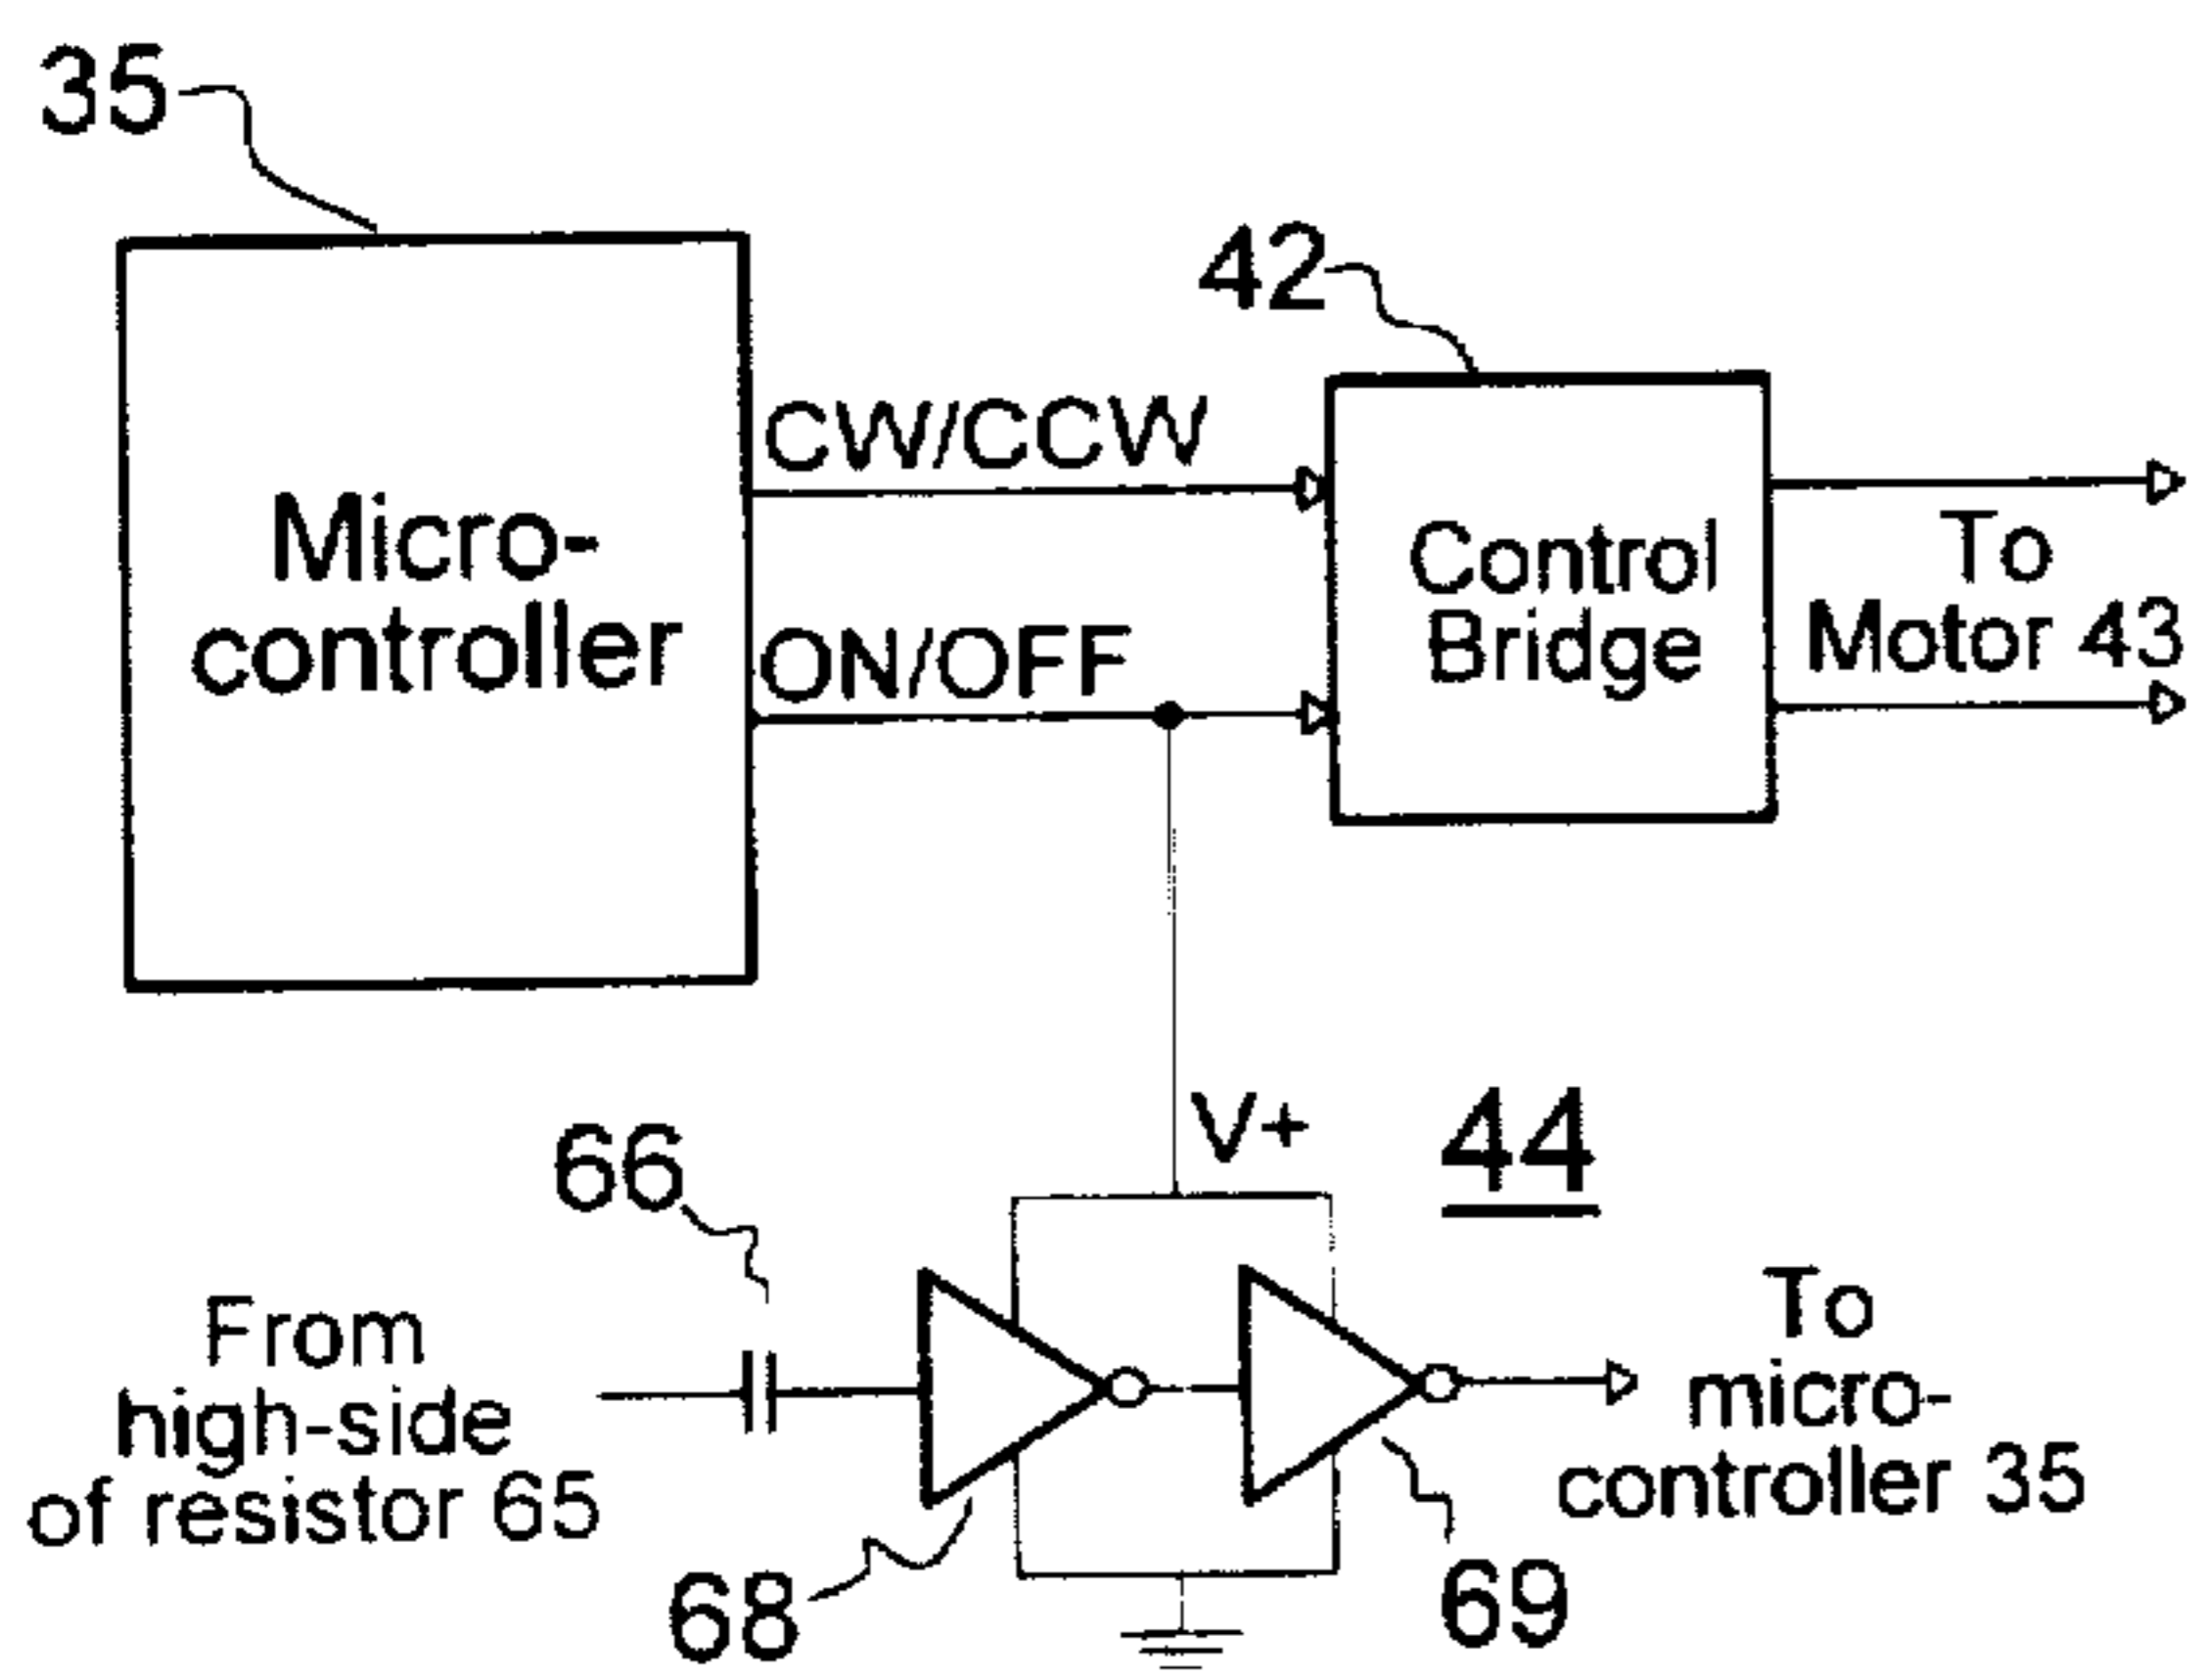 35
42
CW/CCW
Micro-
controller
ON/OFF
Control
Bridge
To
Motor 43
V+
44
66
From
high-side
of resistor 65
68
69
To
micro-
controller 35